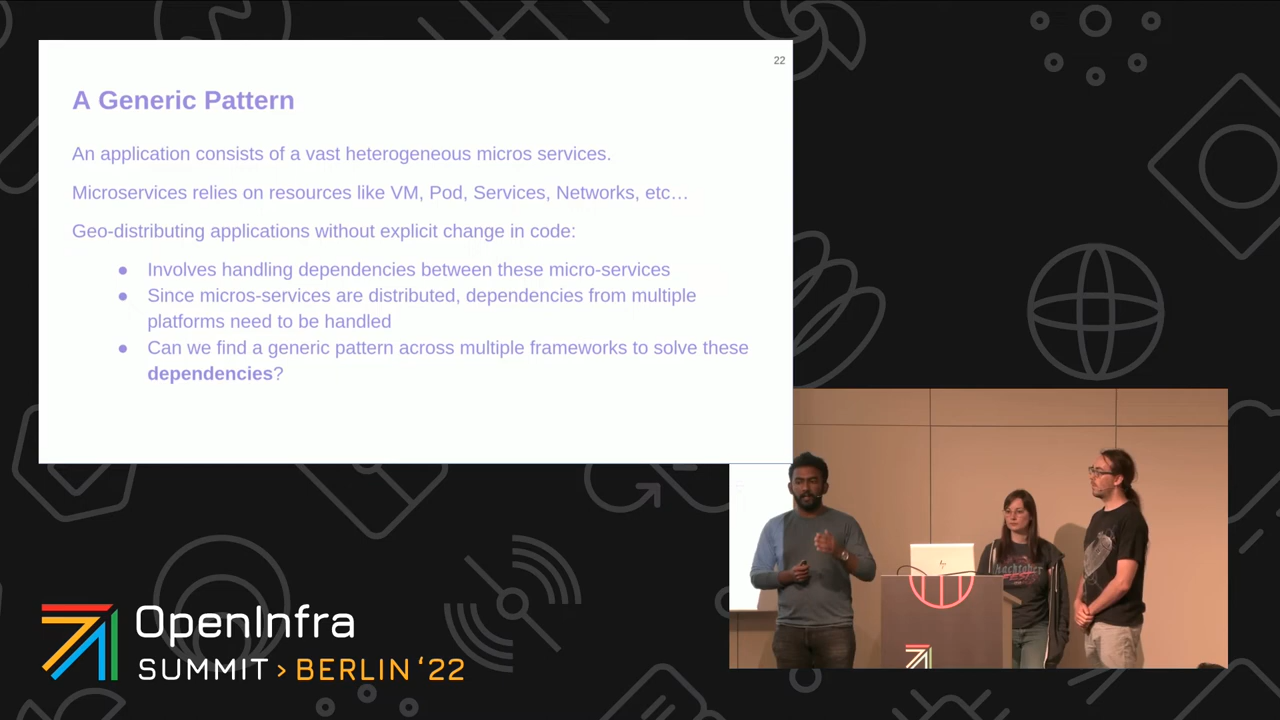 22
A Generic Pattern
An application consists of a vast heterogeneous micros services.
Microservices relies on resources like VM, Pod, Services, Networks, etc…
Geo-distributing applications without explicit change in code:
● Involves handling dependencies between these micro-services
● Since micros-services are distributed, dependencies from multiple
platforms need to be handled
● Can we find a generic pattern across multiple frameworks to solve these
dependencies?
OpenInfra
SUMMIT > BERLIN ‘22